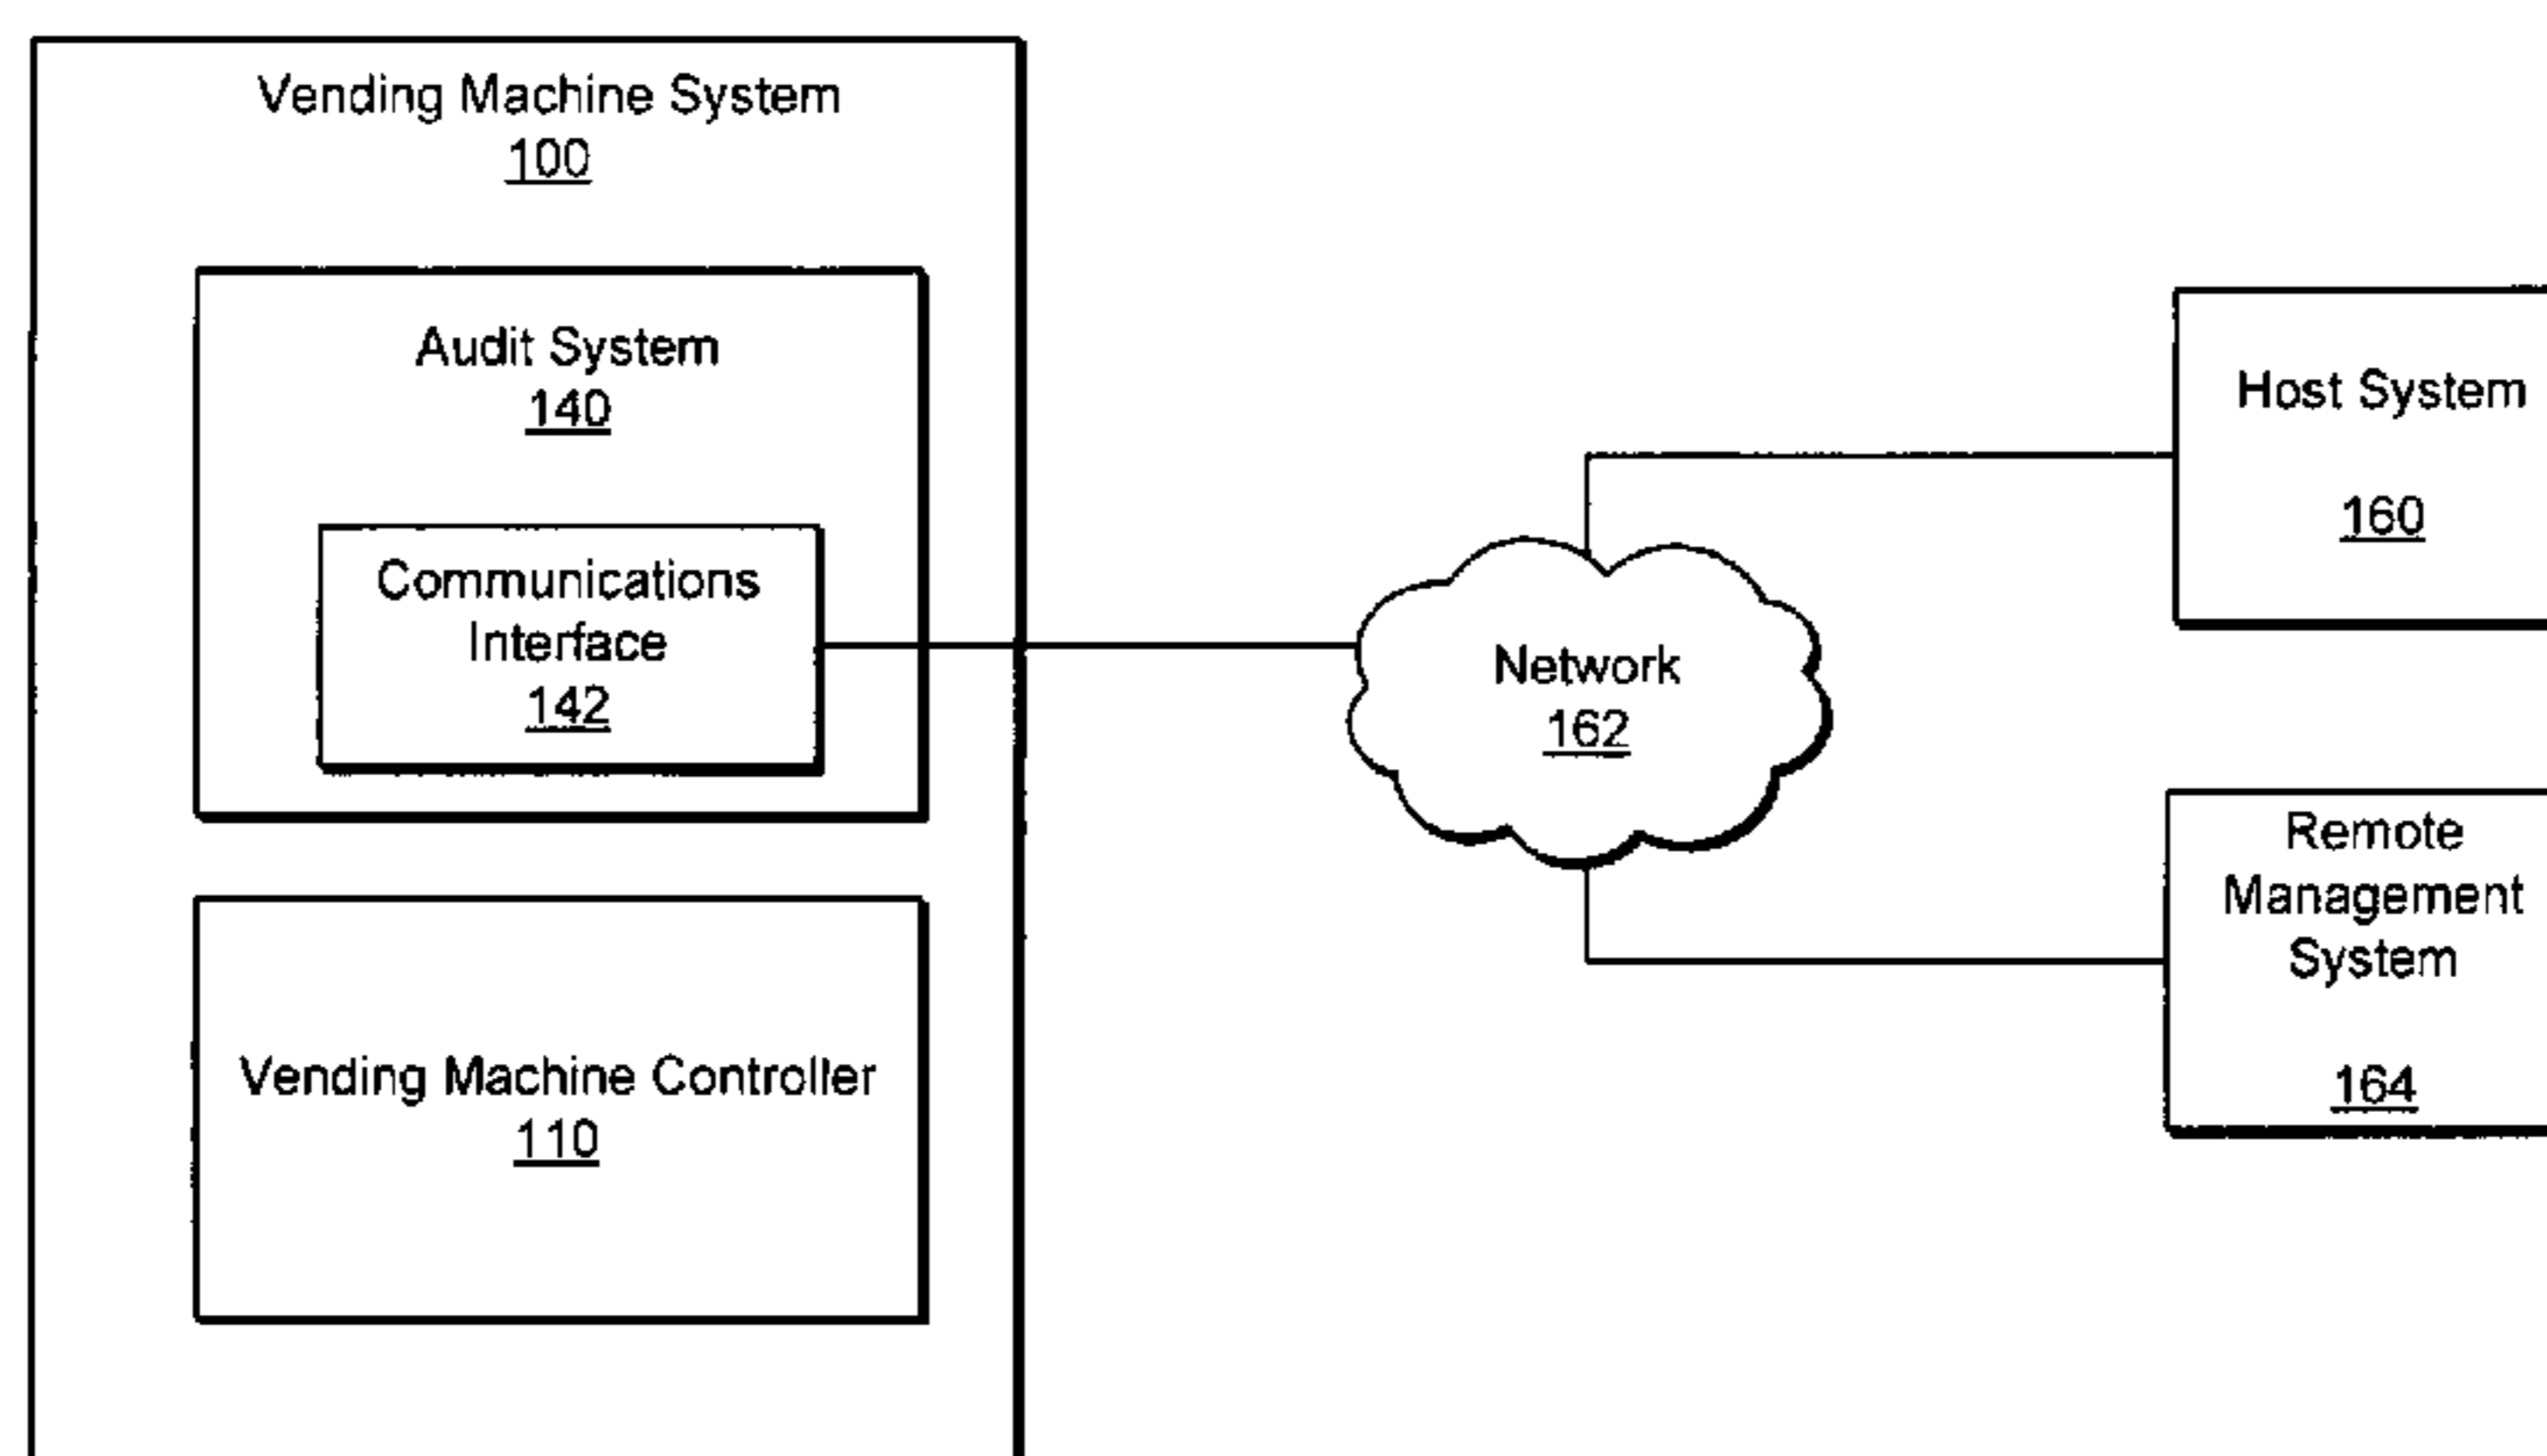 Vending Machine System
100
Audit System
140
Communications
Interface
142
Vending Machine Controller
110
Network
162
Host System
160
Remote
Management
System
164